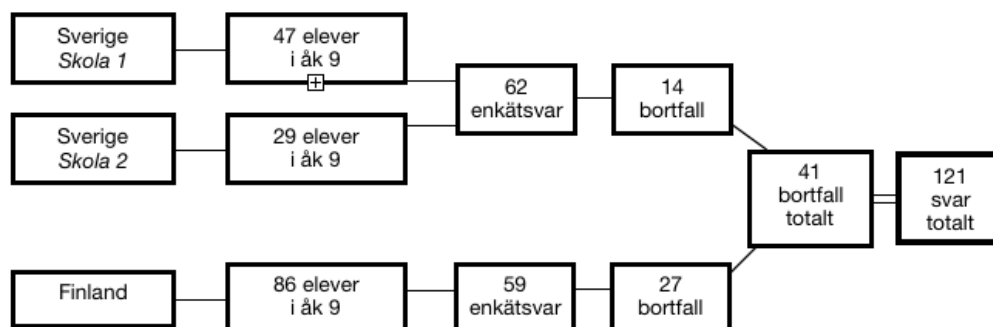 Sverige
Skola 1
47 elever
i åk 9
Sverige
Skola 2
29 elever
i åk 9
62
enkätsvar
14
bortfall
41
bortfall
totalt
121
svar
totalt
Finland
86 elever
i åk 9
59
enkätsvar
27
bortfall